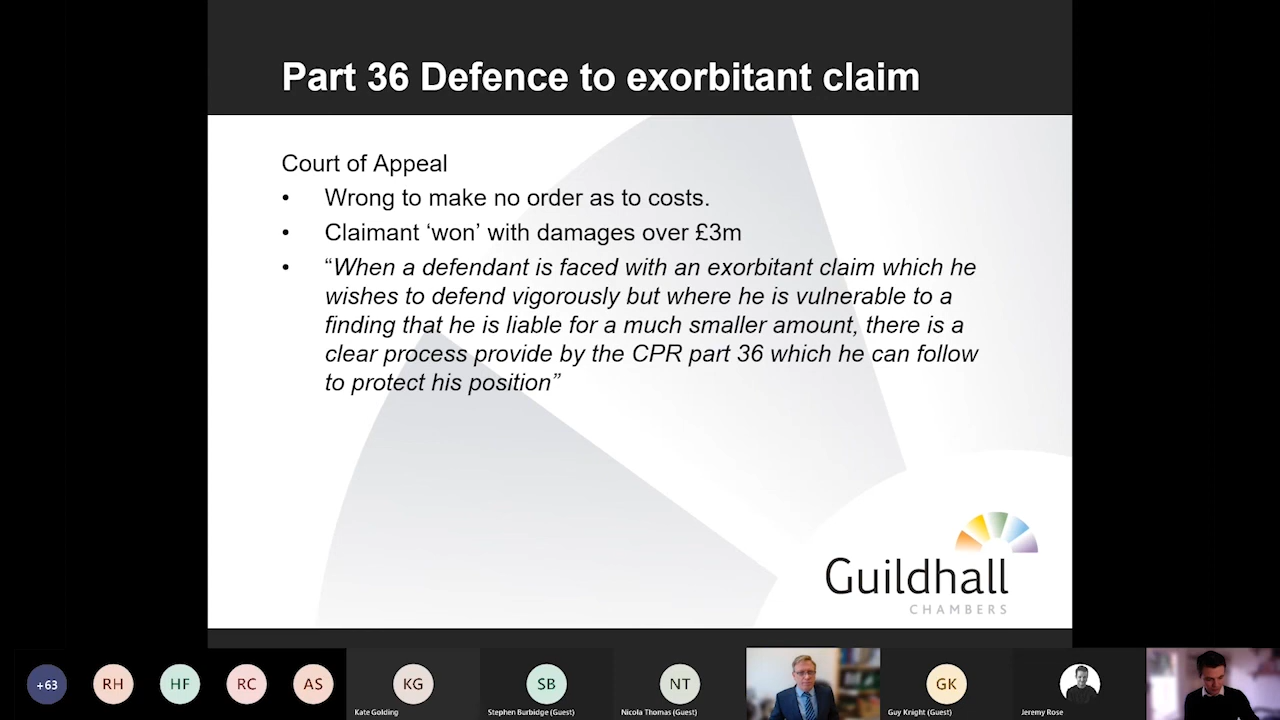 Part 36 Defence to exorbitant claim
Court of Appeal
• Wrong to make no order as to costs.
• Claimant ‘won’ with damages over £3m
• “When a defendant is faced with an exorbitant claim which he
wishes to defend vigorously but where he is vulnerable to a
finding that he is liable for a much smaller amount, there is a
clear process provide by the CPR part 36 which he can follow
to protect his position”
Guildhall
CHAMBERS
+63
RH
HF
RC
AS
KG
SB
NT
GK
Kate Golding
Stephen Burbidge (Guest)
Nicola Thomas (Guest)
Guy Knight (Guest)
Jeremy Rose